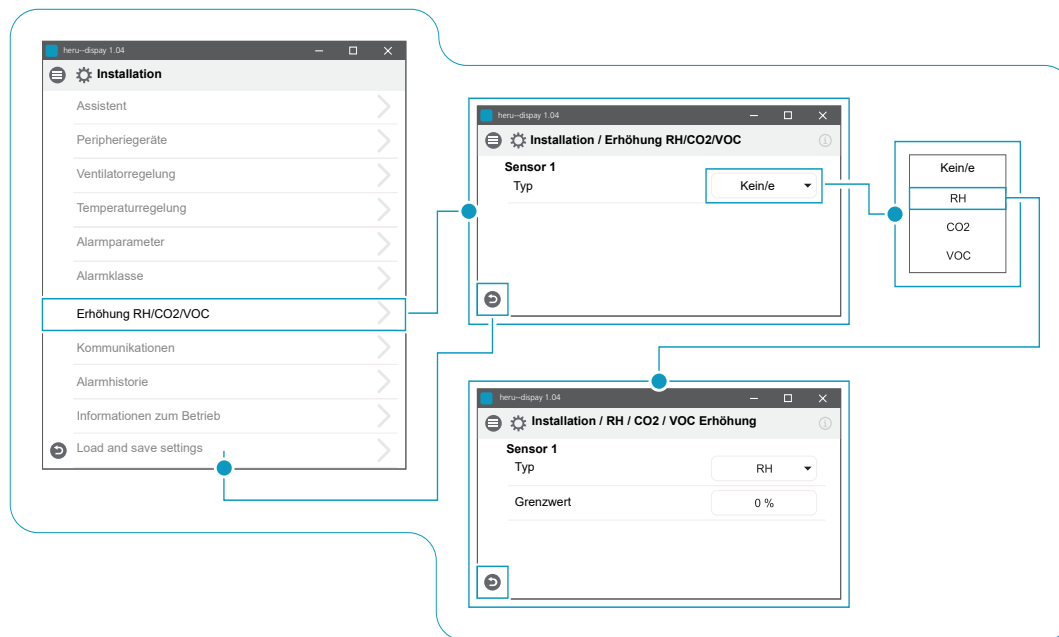 heru--dispay 1.04
Installation
Assistent
Peripheriegeräte
Ventilatorregelung
Temperaturregelung
Alarmparameter
Alarmklasse
Erhöhung RH/CO2/VOC
Kommunikationen
Alarmhistorie
Informationen zum Betrieb
Load and save settings
heru--dispay 1.04
Installation / Erhöhung RH/CO2/VOC
Sensor 1
Typ Kein/e
Kein/e
RH
CO2
VOC
heru--dispay 1.04
Installation / RH / CO2 / VOC Erhöhung
Sensor 1
Typ RH
Grenzwert 0 %